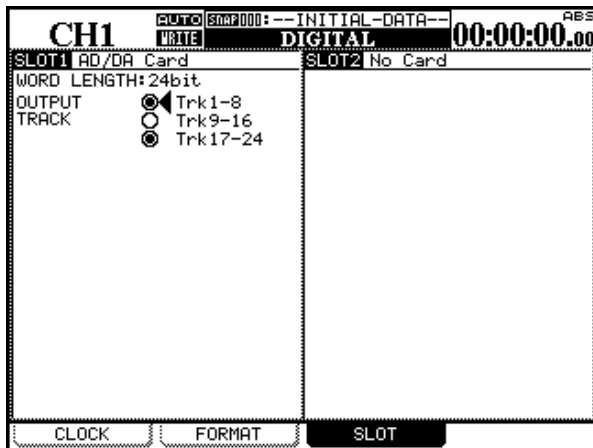 CH1 AUTO SNAP000:--INITIAL-DATA-- ABS
WRITE DIGITAL 00:00:00.00
SLOT1 AD/DA Card SLOT2 No Card
WORD LENGTH:24bit
OUTPUT Trk1-8
TRACK Trk9-16
Trk17-24
CLOCK FORMAT SLOT